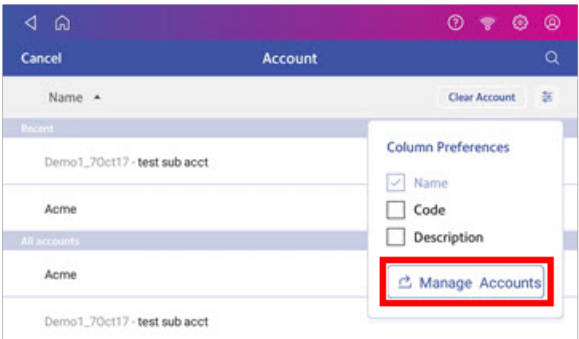 Cancel
Account
Name
Clear Account
Recent
Demo1_7Oct17 - test sub acct
Acme
All accounts
Acme
Demo1_7Oct17 - test sub acct
Column Preferences
Name
Code
Description
Manage Accounts